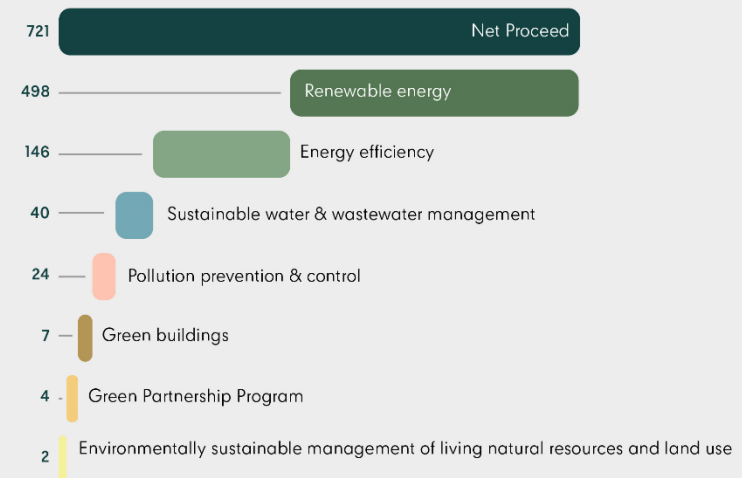 721 Net Proceed
498 Renewable energy
146 Energy efficiency
40 Sustainable water & wastewater management
24 Pollution prevention & control
7 Green buildings
4 Green Partnership Program
2 Environmentally sustainable management of living natural resources and land use